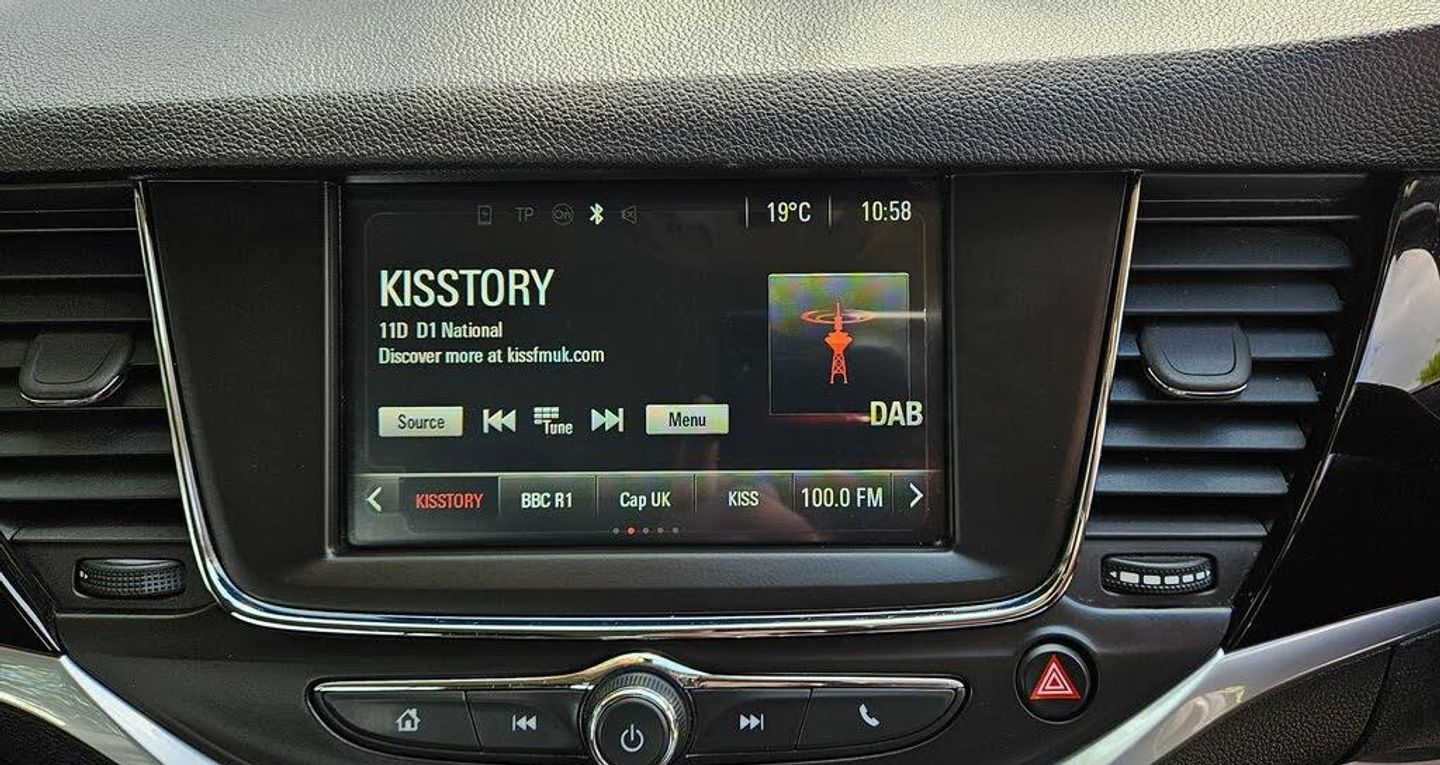 TP On 19°C 10:58
KISSTORY
11D D1 National
Discover more at kissfmuk.com
Source Tune Menu
DAB
KISSTORY BBC R1 Cap UK KISS 100.0 FM